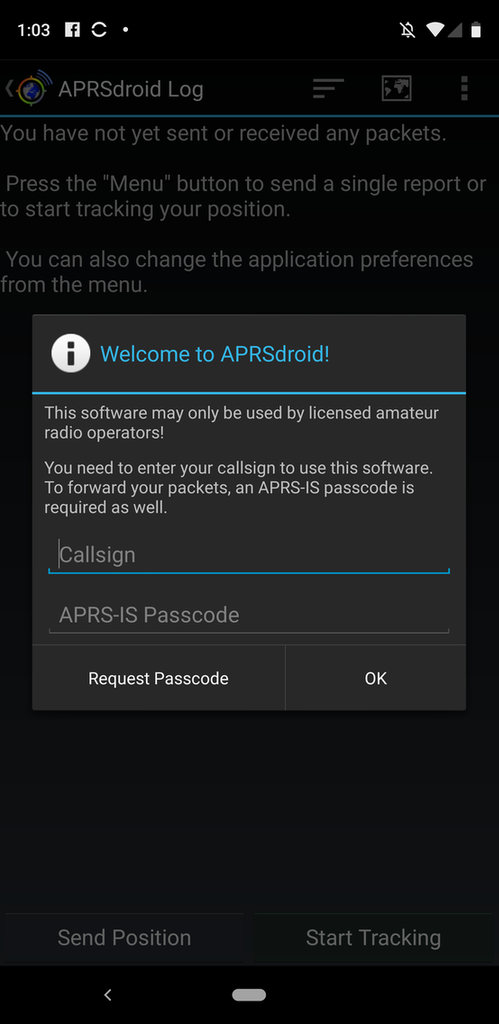 1:03
APRSdroid Log
You have not yet sent or received any packets.
Press the "Menu" button to send a single report or
to start tracking your position.
You can also change the application preferences
from the menu.
Welcome to APRSdroid!
This software may only be used by licensed amateur
radio operators!
You need to enter your callsign to use this software.
To forward your packets, an APRS-IS passcode is
required as well.
Callsign
APRS-IS Passcode
Request Passcode
OK
Send Position
Start Tracking